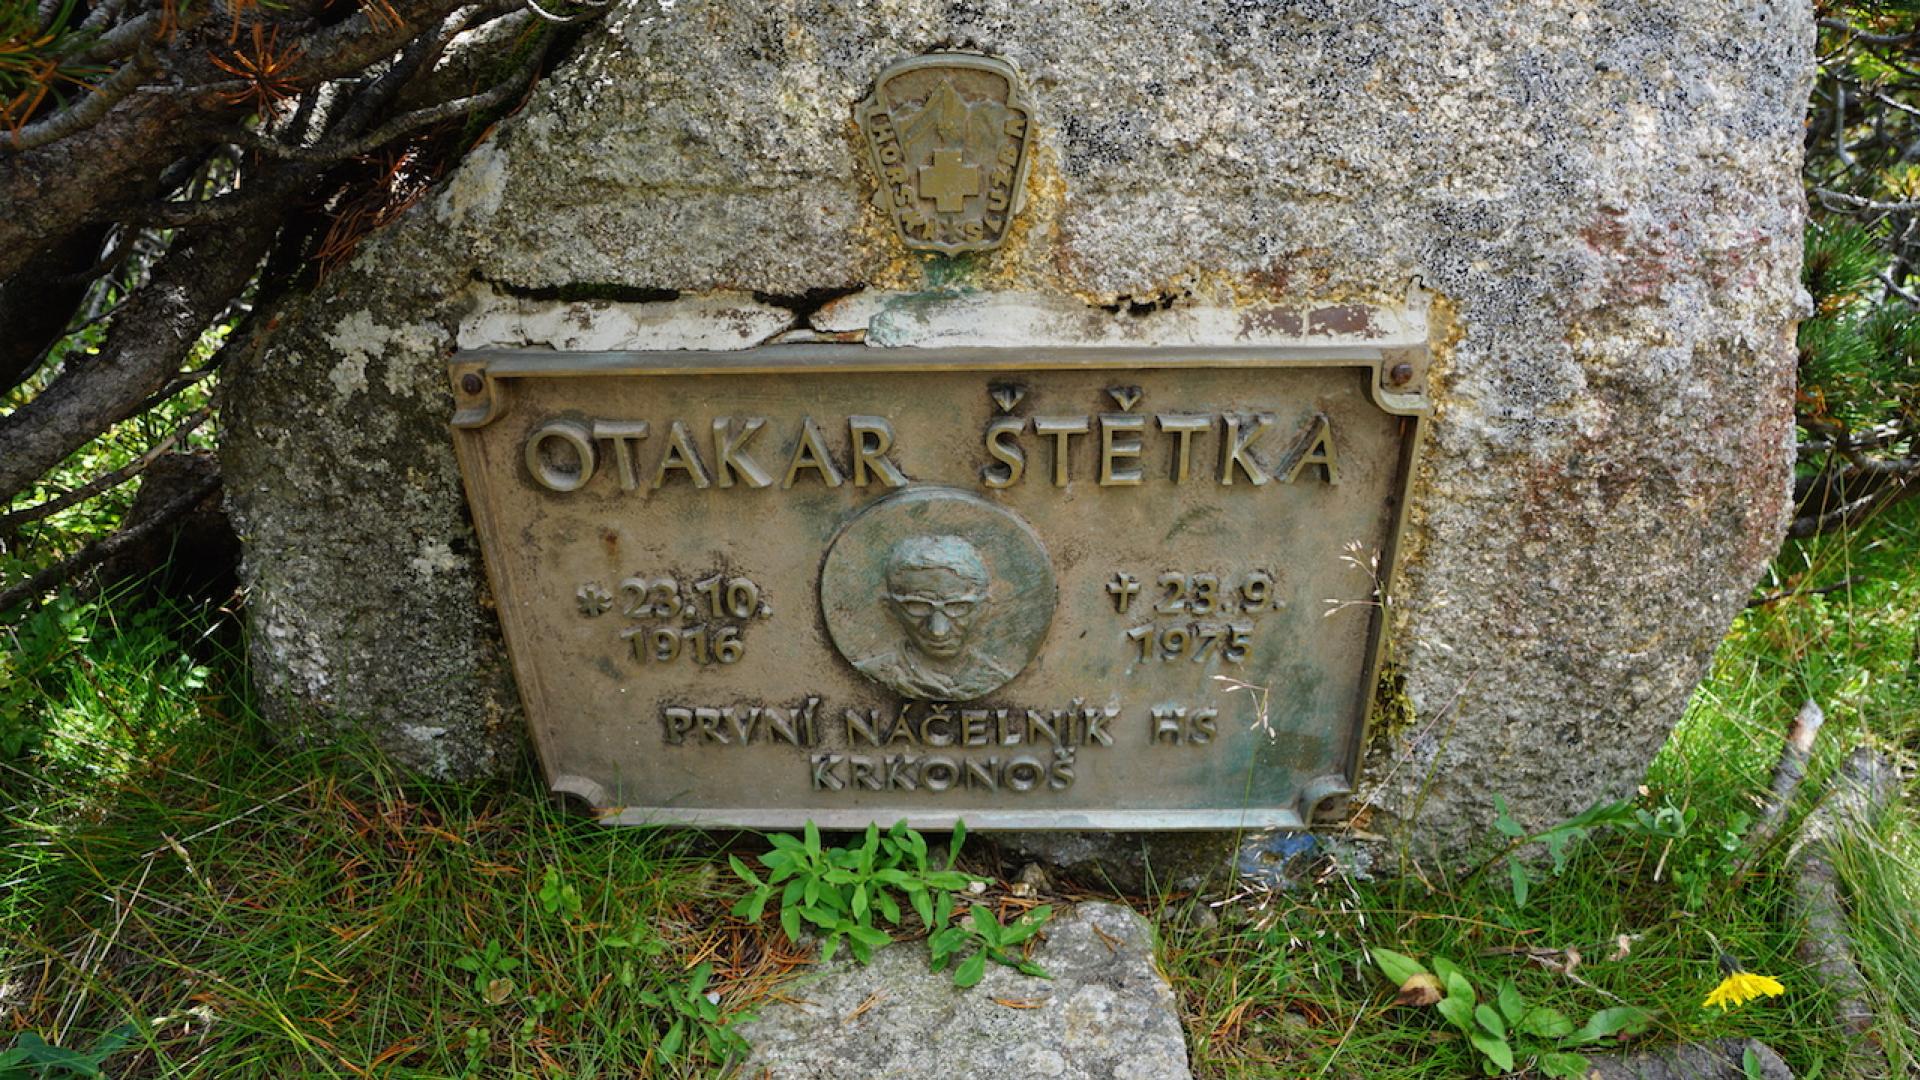 HORSKÁ SLUŽBA
OTAKAR ŠTĚTKA
* 23.10. 1916
† 23.9. 1975
PRVNÍ NÁČELNÍK HS
KRKONOŠ